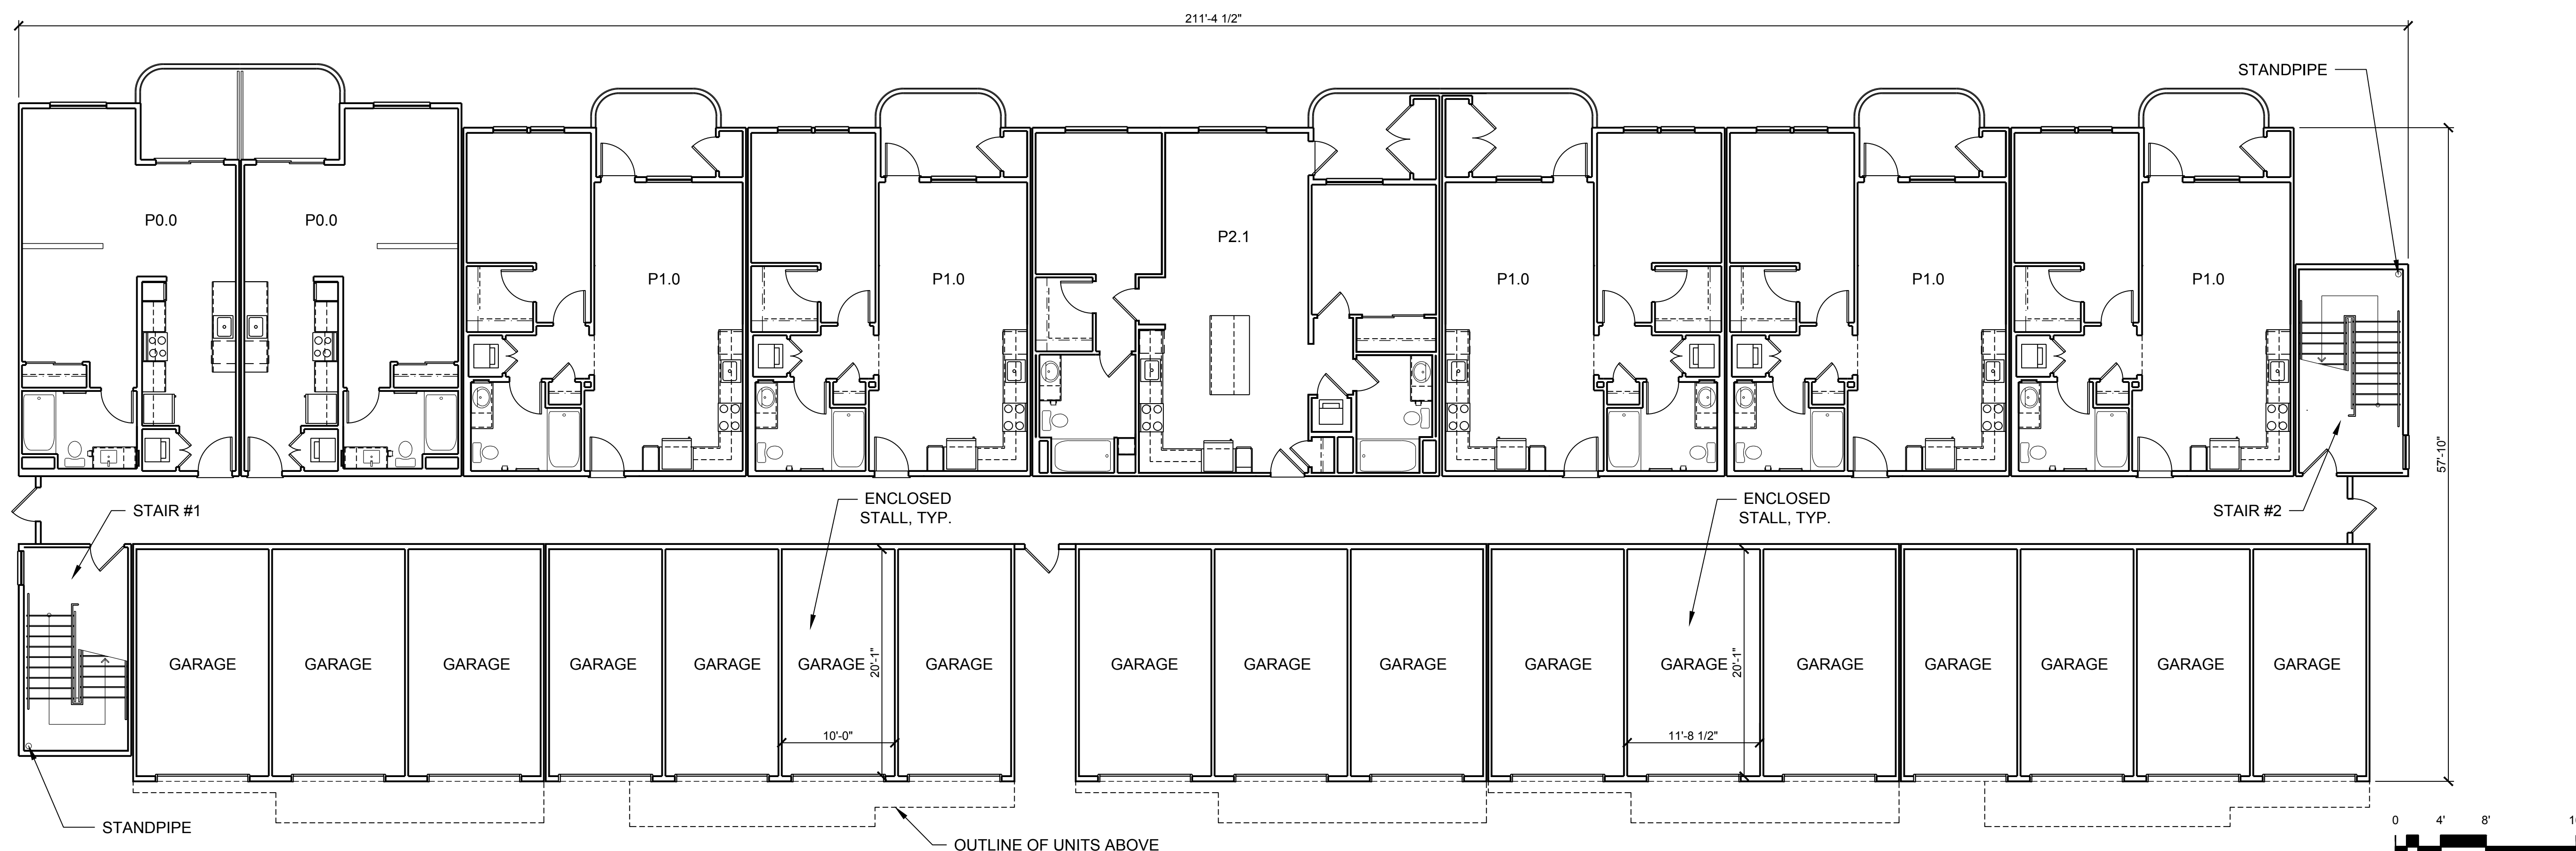 211'-4 1/2"
STANDPIPE
P0.0
P0.0
P1.0
P1.0
P2.1
P1.0
P1.0
P1.0
57'-10"
STAIR #1
ENCLOSED
STALL, TYP.
ENCLOSED
STALL, TYP.
STAIR #2
GARAGE
GARAGE
GARAGE
GARAGE
GARAGE
GARAGE
20'-1"
GARAGE
GARAGE
GARAGE
GARAGE
GARAGE
GARAGE
20'-1"
GARAGE
GARAGE
GARAGE
GARAGE
GARAGE
10'-0"
11'-8 1/2"
STANDPIPE
OUTLINE OF UNITS ABOVE
0 4' 8'